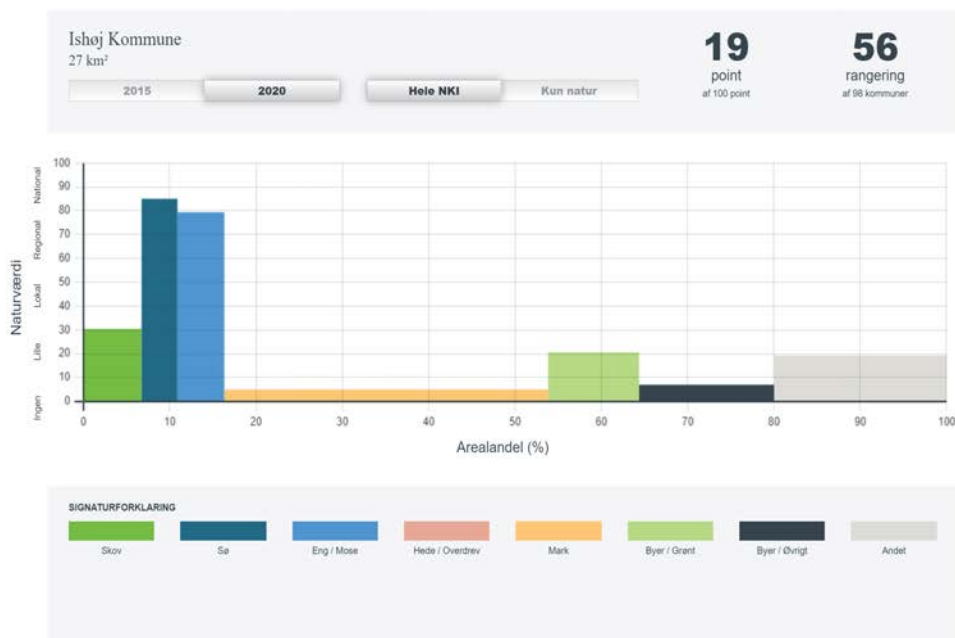 Ishøj Kommune
27 km²
2015 2020 Hele NKI Kun natur
19
point
af 100 point
56
rangering
af 98 kommuner
Naturværdi
National
Regional
Lokal
Lille
Ingen
100
90
80
70
60
50
40
30
20
10
0
0 10 20 30 40 50 60 70 80 90 100
Arealandel (%)
SIGNATURFORKLARING
Skov Sø Eng / Mose Hede / Overdrev Mark Byer / Grønt Byer / Øvrigt Andet